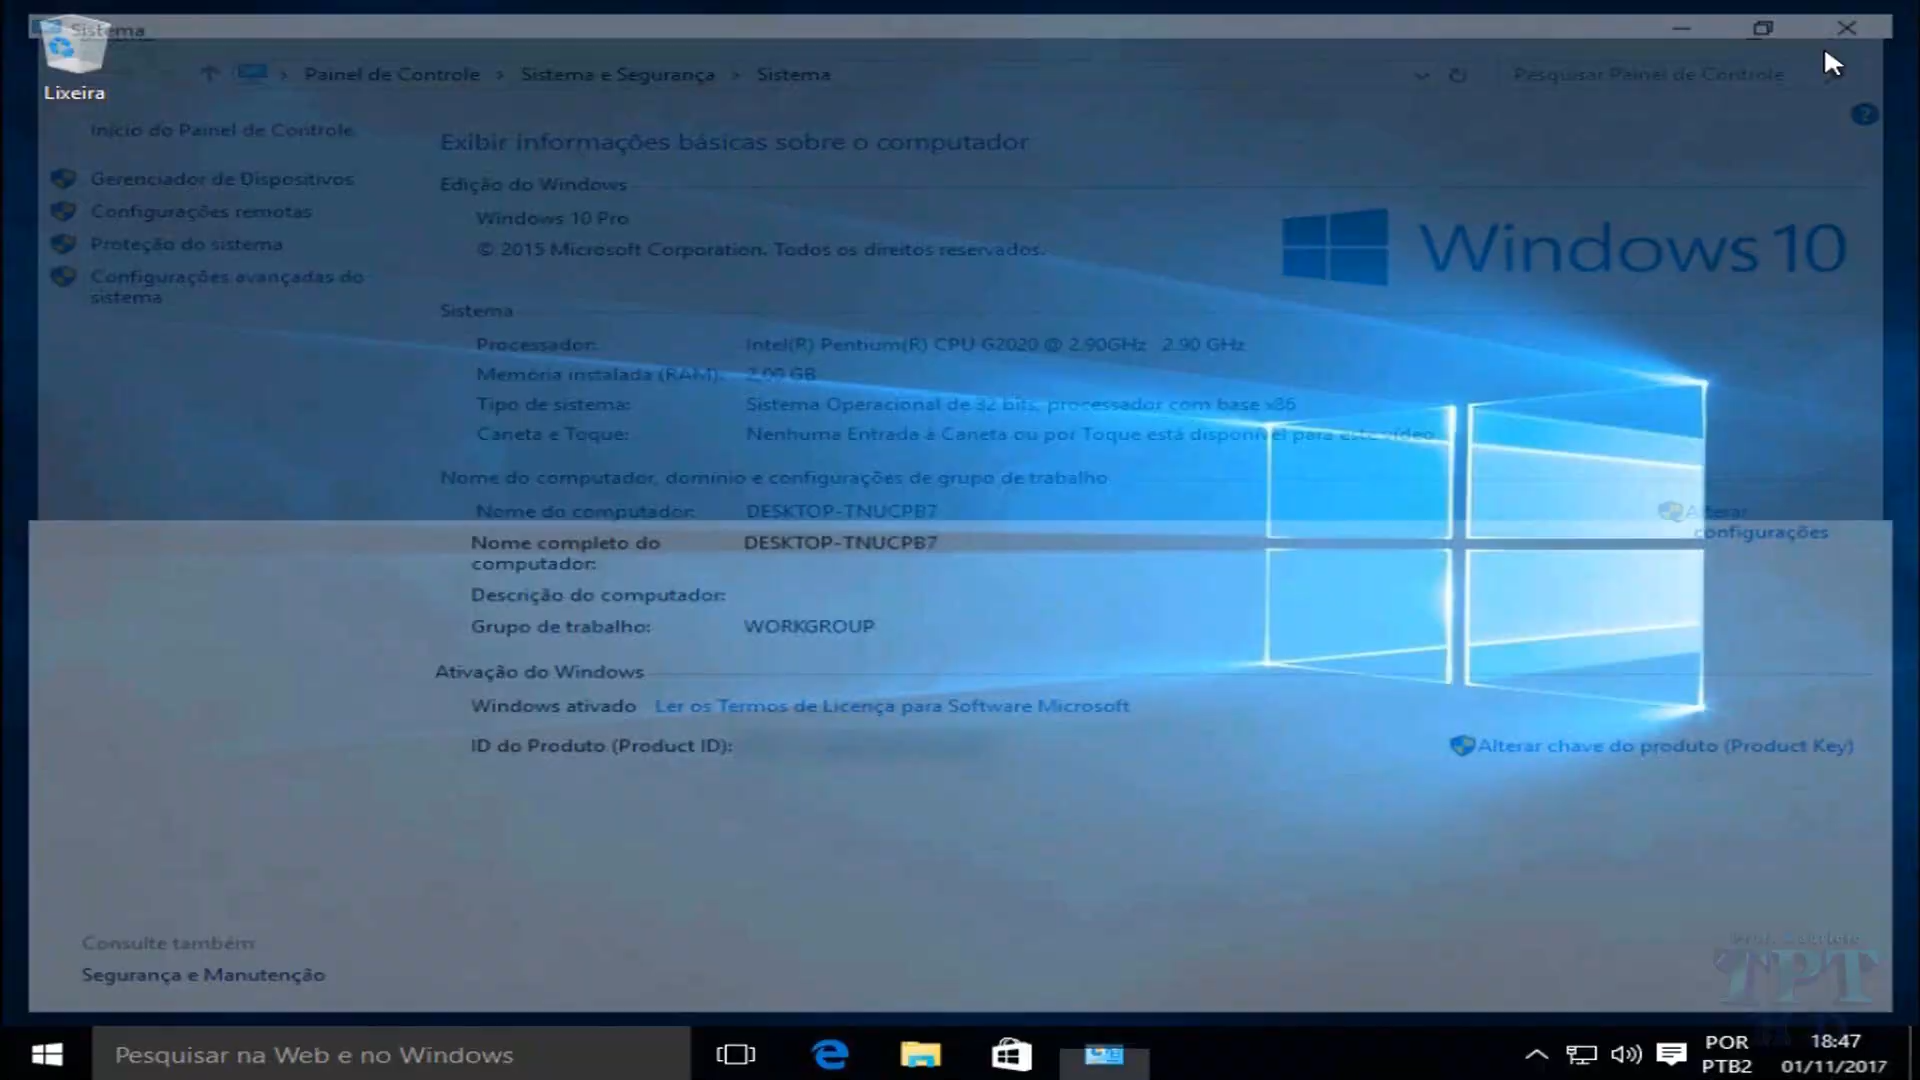 Sistema
Lixeira
Painel de Controle > Sistema e Segurança > Sistema
Pesquisar Painel de Controle
Início do Painel de Controle
Gerenciador de Dispositivos
Configurações remotas
Proteção do sistema
Configurações avançadas do
sistema
Exibir informações básicas sobre o computador
Edição do Windows
Windows 10 Pro
© 2015 Microsoft Corporation. Todos os direitos reservados.
Windows 10
Sistema
Processador: Intel(R) Pentium(R) CPU G2020 @ 2.90GHz 2.90 GHz
Memória instalada (RAM): 2,00 GB
Tipo de sistema: Sistema Operacional de 32 bits, processador com base x86
Caneta e Toque: Nenhuma Entrada à Caneta ou por Toque está disponível para este vídeo
Nome do computador, domínio e configurações de grupo de trabalho
Nome do computador: DESKTOP-TNUCPB7
Alterar
configurações
Nome completo do DESKTOP-TNUCPB7
computador:
Descrição do computador:
Grupo de trabalho: WORKGROUP
Ativação do Windows
Windows ativado Ler os Termos de Licença para Software Microsoft
ID do Produto (Product ID):
Alterar chave do produto (Product Key)
Consulte também
Segurança e Manutenção
TPT
Pesquisar na Web e no Windows
POR
PTB2
18:47
01/11/2017